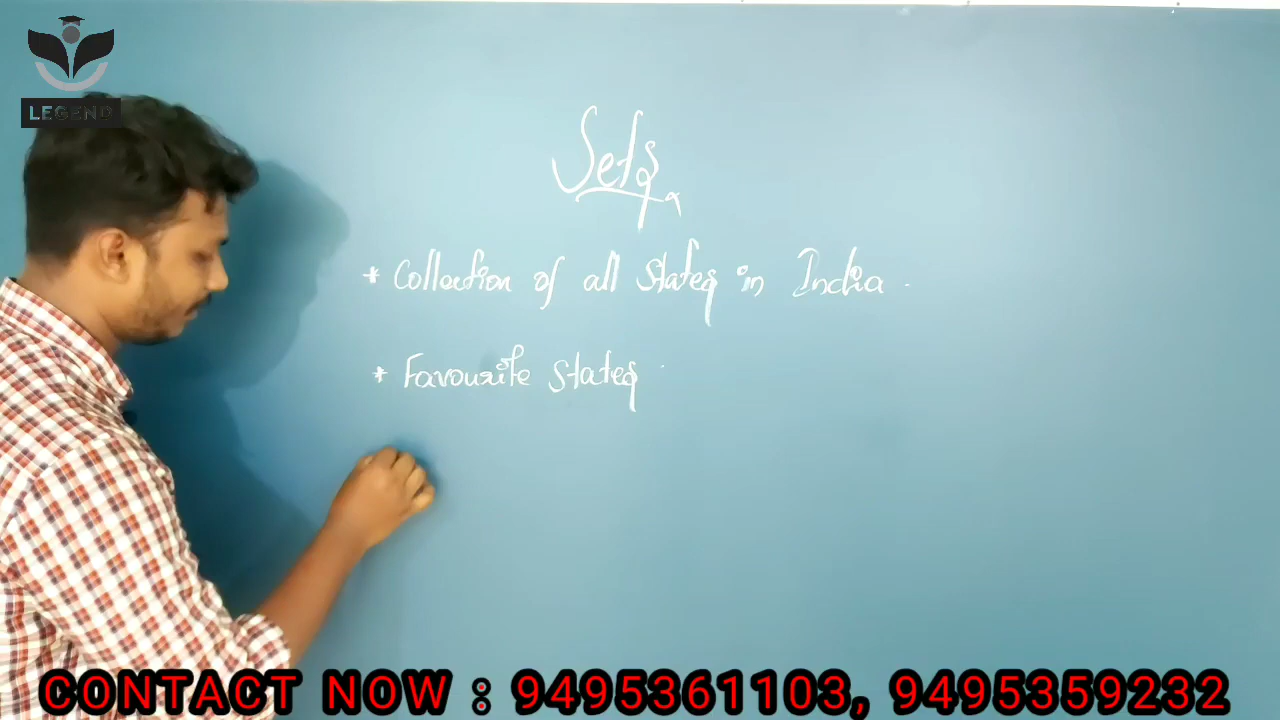 LEGEND
Sets
* Collection of all States in India.
* Favourite States
CONTACT NOW : 9495361103, 9495359232